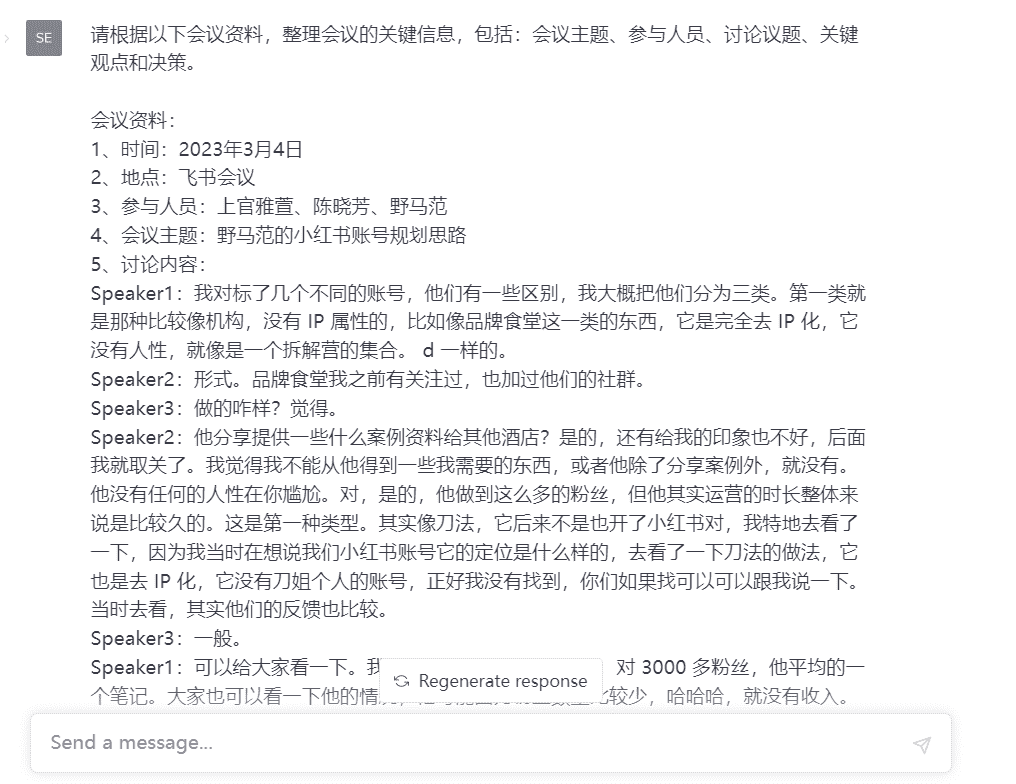 SE
请根据以下会议资料，整理会议的关键信息，包括：会议主题、参与人员、讨论议题、关键
观点和决策。
会议资料：
1、时间：2023年3月4日
2、地点：飞书会议
3、参与人员：上官雅萱、陈晓芳、野马范
4、会议主题：野马范的小红书账号规划思路
5、讨论内容：
Speaker1：我对标了几个不同的账号，他们有一些区别，我大概把他们分为三类。第一类就
是那种比较像机构，没有 IP 属性的，比如像品牌食堂这一类的东西，它是完全去 IP 化，它
没有人性，就像是一个拆解营的集合。 d 一样的。
Speaker2：形式。品牌食堂我之前有关注过，也加过他们的社群。
Speaker3：做的咋样？觉得。
Speaker2：他分享提供一些什么案例资料给其他酒店？是的，还有给我的印象也不好，后面
我就取关了。我觉得我不能从他得到一些我需要的东西，或者他除了分享案例外，就没有。
他没有任何的人性在你尴尬。对，是的，他做到这么多的粉丝，但他其实运营的时长整体来
说是比较久的。这是第一种类型。其实像刀法，它后来不是也开了小红书对，我特地去看了
一下，因为我当时在想说我们小红书账号它的定位是什么样的，去看了一下刀法的做法，它
也是去 IP 化，它没有刀姐个人的账号，正好我没有找到，你们如果找可以可以跟我说一下。
当时去看，其实他们的反馈也比较。
Speaker3：一般。
Speaker1：可以给大家看一下。我 对 3000 多粉丝，他平均的一
Regenerate response
个笔记。大家也可以看一下他的情 比较少，哈哈哈，就没有收入。
Send a message...